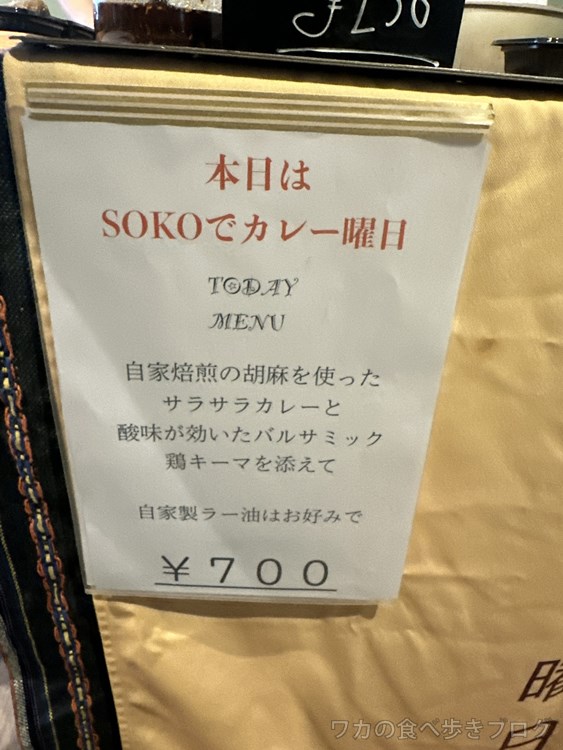 本日は
SOKOでカレー曜日
TODAY
MENU
自家焙煎の胡麻を使った
サラサラカレーと
酸味が効いたバルサミック
鶏キーマを添えて
自家製ラー油はお好みで
￥７００
ワカの食べ歩きブログ